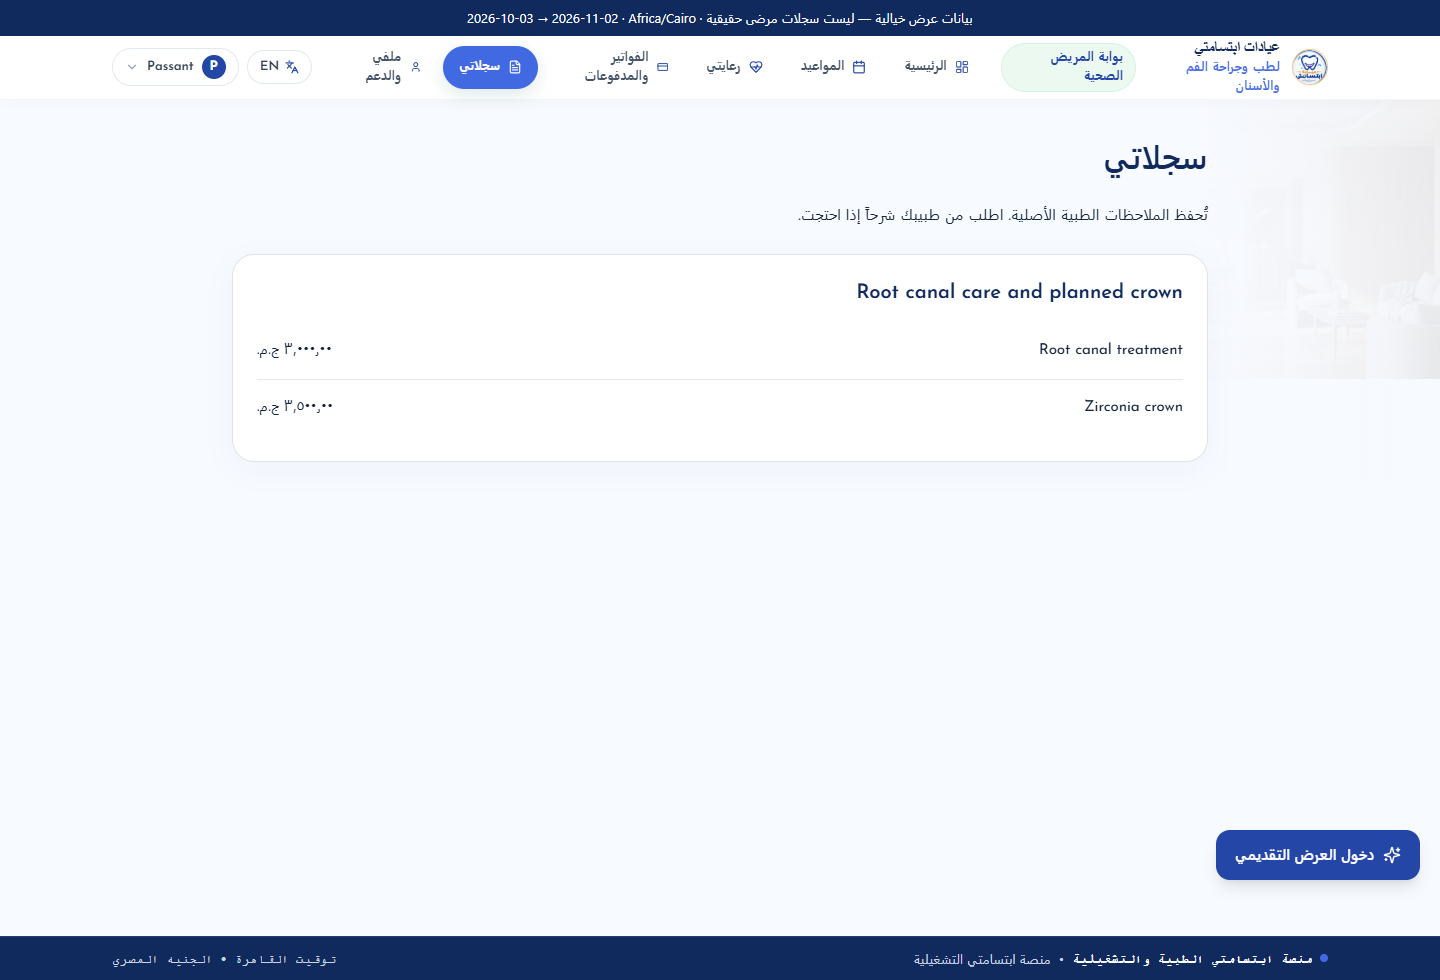 بيانات عرض خيالية — ليست سجلات مرضى حقيقية · 2026-10-03 → 2026-11-02 · Africa/Cairo
عيادات ابتسامتي
لطب وجراحة الفم
والأسنان
بوابة المريض
الصحية
الرئيسية
المواعيد
رعايتي
الفواتير
والمدفوعات
سجلاتي
ملفي
والدعم
EN
P Passant
سجلاتي
تُحفظ الملاحظات الطبية الأصلية. اطلب من طبيبك شرحاً إذا احتجت.
Root canal care and planned crown
Root canal treatment
٣٬٠٠٠٫٠٠ ج.م.
Zirconia crown
٣٬٥٠٠٫٠٠ ج.م.
دخول العرض التقديمي
منصة ابتسامتي الطبية والتشغيلية • منصة ابتسامتي التشغيلية
توقيت القاهرة • الجنيه المصري